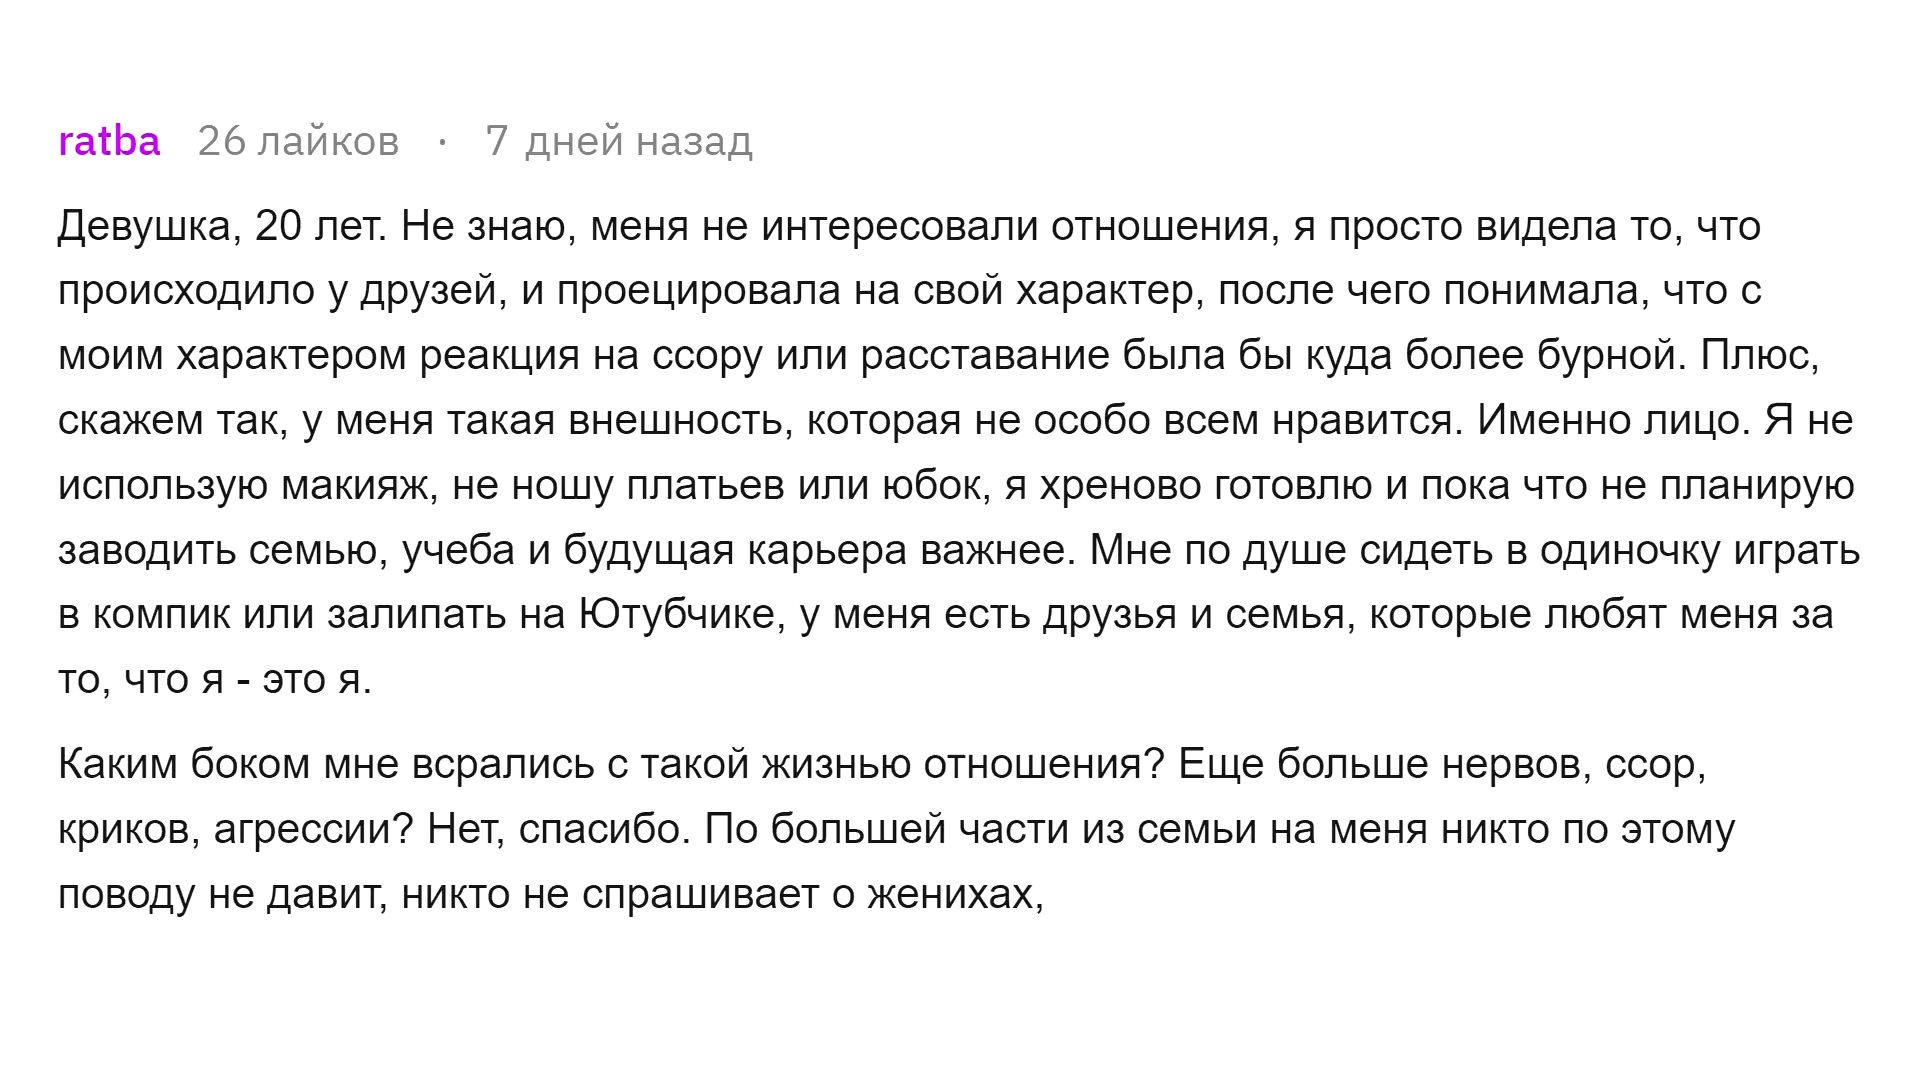 ratba 26 лайков · 7 дней назад
Девушка, 20 лет. Не знаю, меня не интересовали отношения, я просто видела то, что
происходило у друзей, и проецировала на свой характер, после чего понимала, что с
моим характером реакция на ссору или расставание была бы куда более бурной. Плюс,
скажем так, у меня такая внешность, которая не особо всем нравится. Именно лицо. Я не
использую макияж, не ношу платьев или юбок, я хреново готовлю и пока что не планирую
заводить семью, учеба и будущая карьера важнее. Мне по душе сидеть в одиночку играть
в компик или залипать на Ютубчике, у меня есть друзья и семья, которые любят меня за
то, что я - это я.
Каким боком мне всрались с такой жизнью отношения? Еще больше нервов, ссор,
криков, агрессии? Нет, спасибо. По большей части из семьи на меня никто по этому
поводу не давит, никто не спрашивает о женихах,